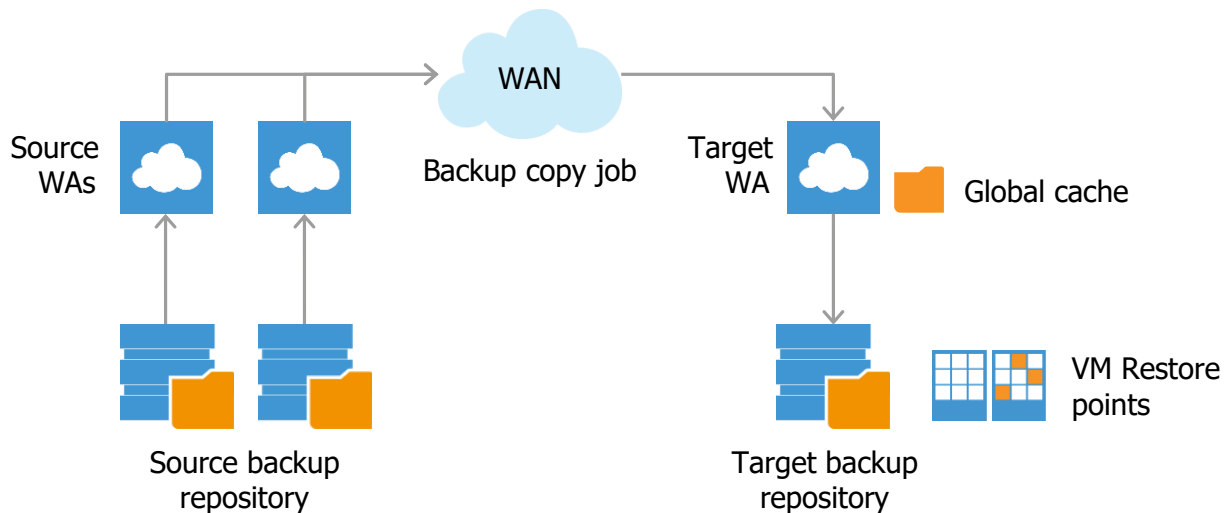 WAN
Source
WAs
Backup copy job
Target
WA
Global cache
VM Restore
points
Source backup
repository
Target backup
repository